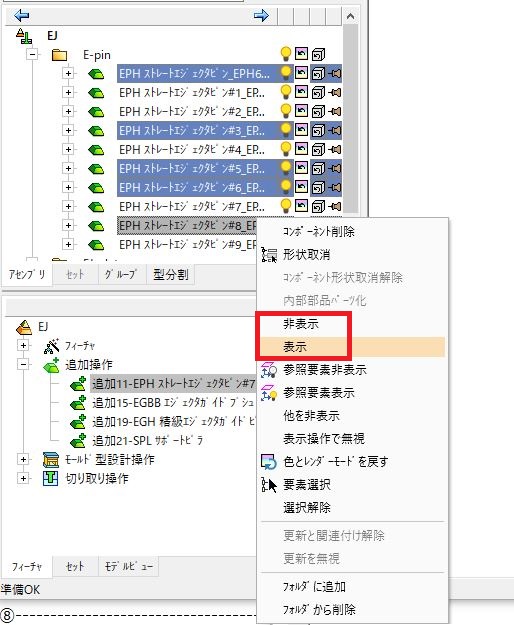 EJ
E-pin
EPH ストレートエジェクタピン_EPH6...
EPH ストレートエジェクタピン#1_EP...
EPH ストレートエジェクタピン#2_EP...
EPH ストレートエジェクタピン#3_EP...
EPH ストレートエジェクタピン#4_EP...
EPH ストレートエジェクタピン#5_EP...
EPH ストレートエジェクタピン#6_EP...
EPH ストレートエジェクタピン#7_EP...
EPH ストレートエジェクタピン#8_EP
EPH ストレートエジェクタピン#9_EP
アセンブリ セット グループ 型分割
コンポーネント削除
形状取消
コンポーネント形状取消解除
内部部品パーツ化
非表示
表示
参照要素非表示
参照要素表示
他を非表示
表示操作で無視
色とレンダーモードを戻す
要素選択
選択解除
更新と関連付け解除
更新を無視
フォルダに追加
フォルダから削除
EJ
フィーチャ
追加操作
追加11-EPH ストレートエジェクタピン#7
追加15-EGBB エジェクタガイドブシュ
追加19-EGH 精級エジェクタガイドピ
追加21-SPL サポートピラ
モールド型設計操作
切り取り操作
フィーチャ セット モデルビュー
準備OK
⑧